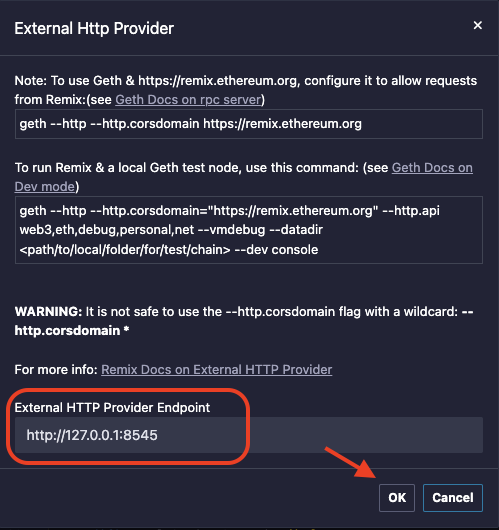 External Http Provider
×
Note: To use Geth & https://remix.ethereum.org, configure it to allow requests
from Remix:(see Geth Docs on rpc server)
geth --http --http.corsdomain https://remix.ethereum.org
To run Remix & a local Geth test node, use this command: (see Geth Docs on
Dev mode)
geth --http --http.corsdomain="https://remix.ethereum.org" --http.api
web3,eth,debug,personal,net --vmdebug --datadir
<path/to/local/folder/for/test/chain> --dev console
WARNING: It is not safe to use the --http.corsdomain flag with a wildcard: --
http.corsdomain *
For more info: Remix Docs on External HTTP Provider
External HTTP Provider Endpoint
http://127.0.0.1:8545
OK
Cancel